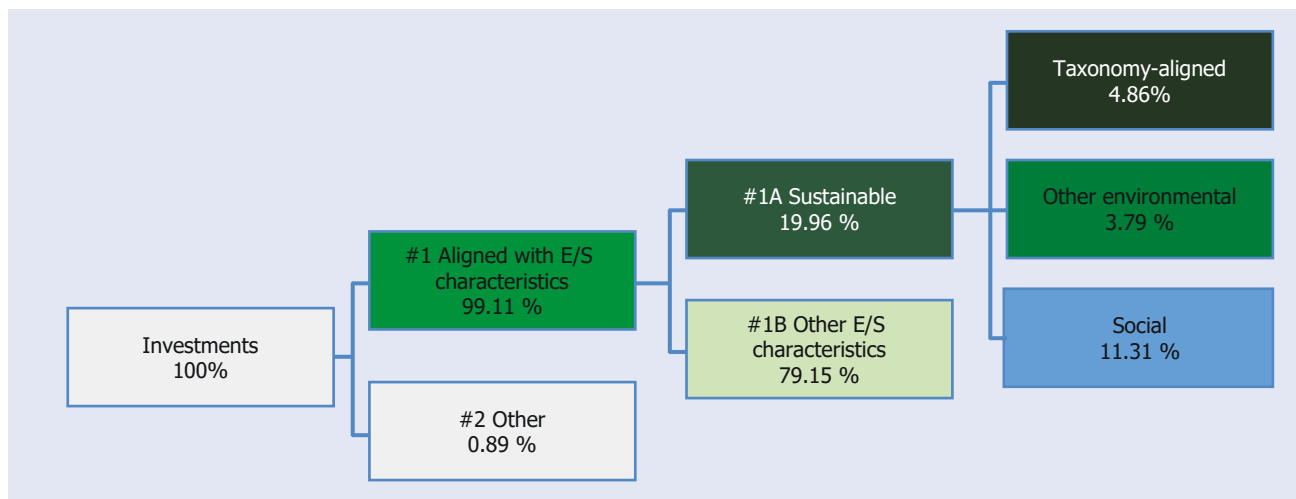 Investments
100%
#1 Aligned with E/S
characteristics
99.11 %
#2 Other
0.89 %
#1A Sustainable
19.96 %
#1B Other E/S
characteristics
79.15 %
Taxonomy-aligned
4.86%
Other environmental
3.79 %
Social
11.31 %